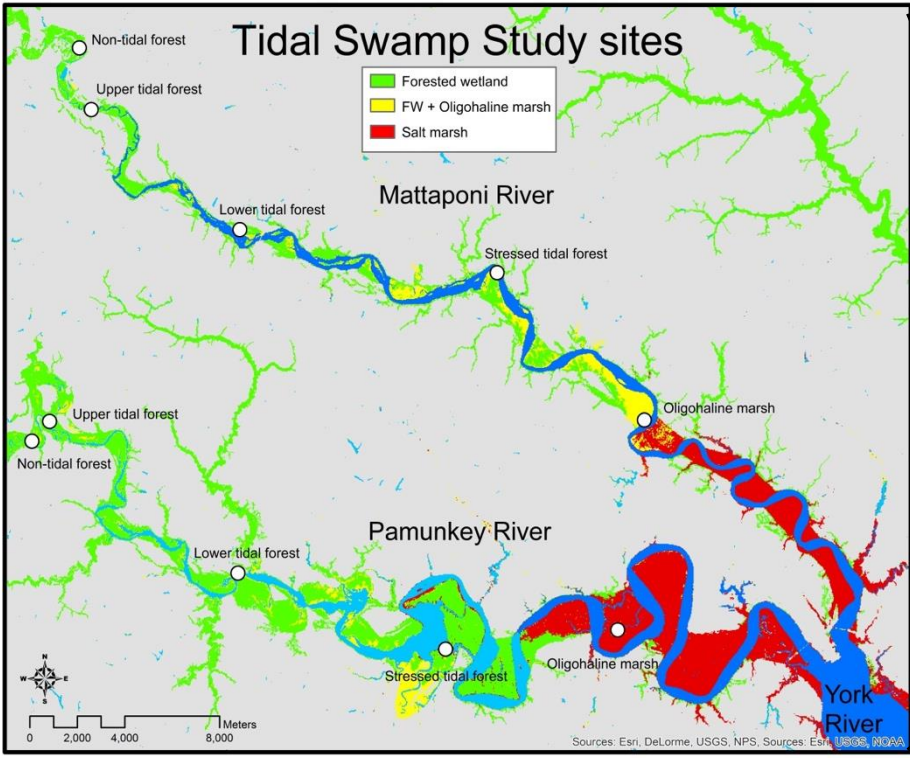 Tidal Swamp Study sites
Non-tidal forest
Forested wetland
Upper tidal forest
FW + Oligohaline marsh
Salt marsh
Mattaponi River
Lower tidal forest
Stressed tidal forest
Oligohaline marsh
Upper tidal forest
Non-tidal forest
Pamunkey River
Lower tidal forest
Oligohaline marsh
Stressed tidal forest
N
W E
S
York
River
Meters
0 2,000 4,000 8,000
Sources: Esri, DeLorme, USGS, NPS, Sources: Esri, USGS, NOAA